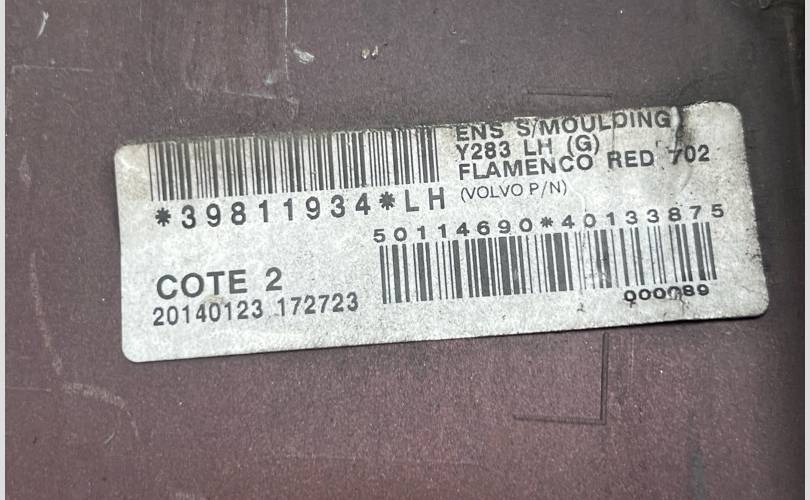 ENS S/MOULDING
Y283 LH (G)
FLAMENCO RED 702
*39811934*LH
(VOLVO P/N)
50114690*40133875
COTE 2
20140123 172723
000089